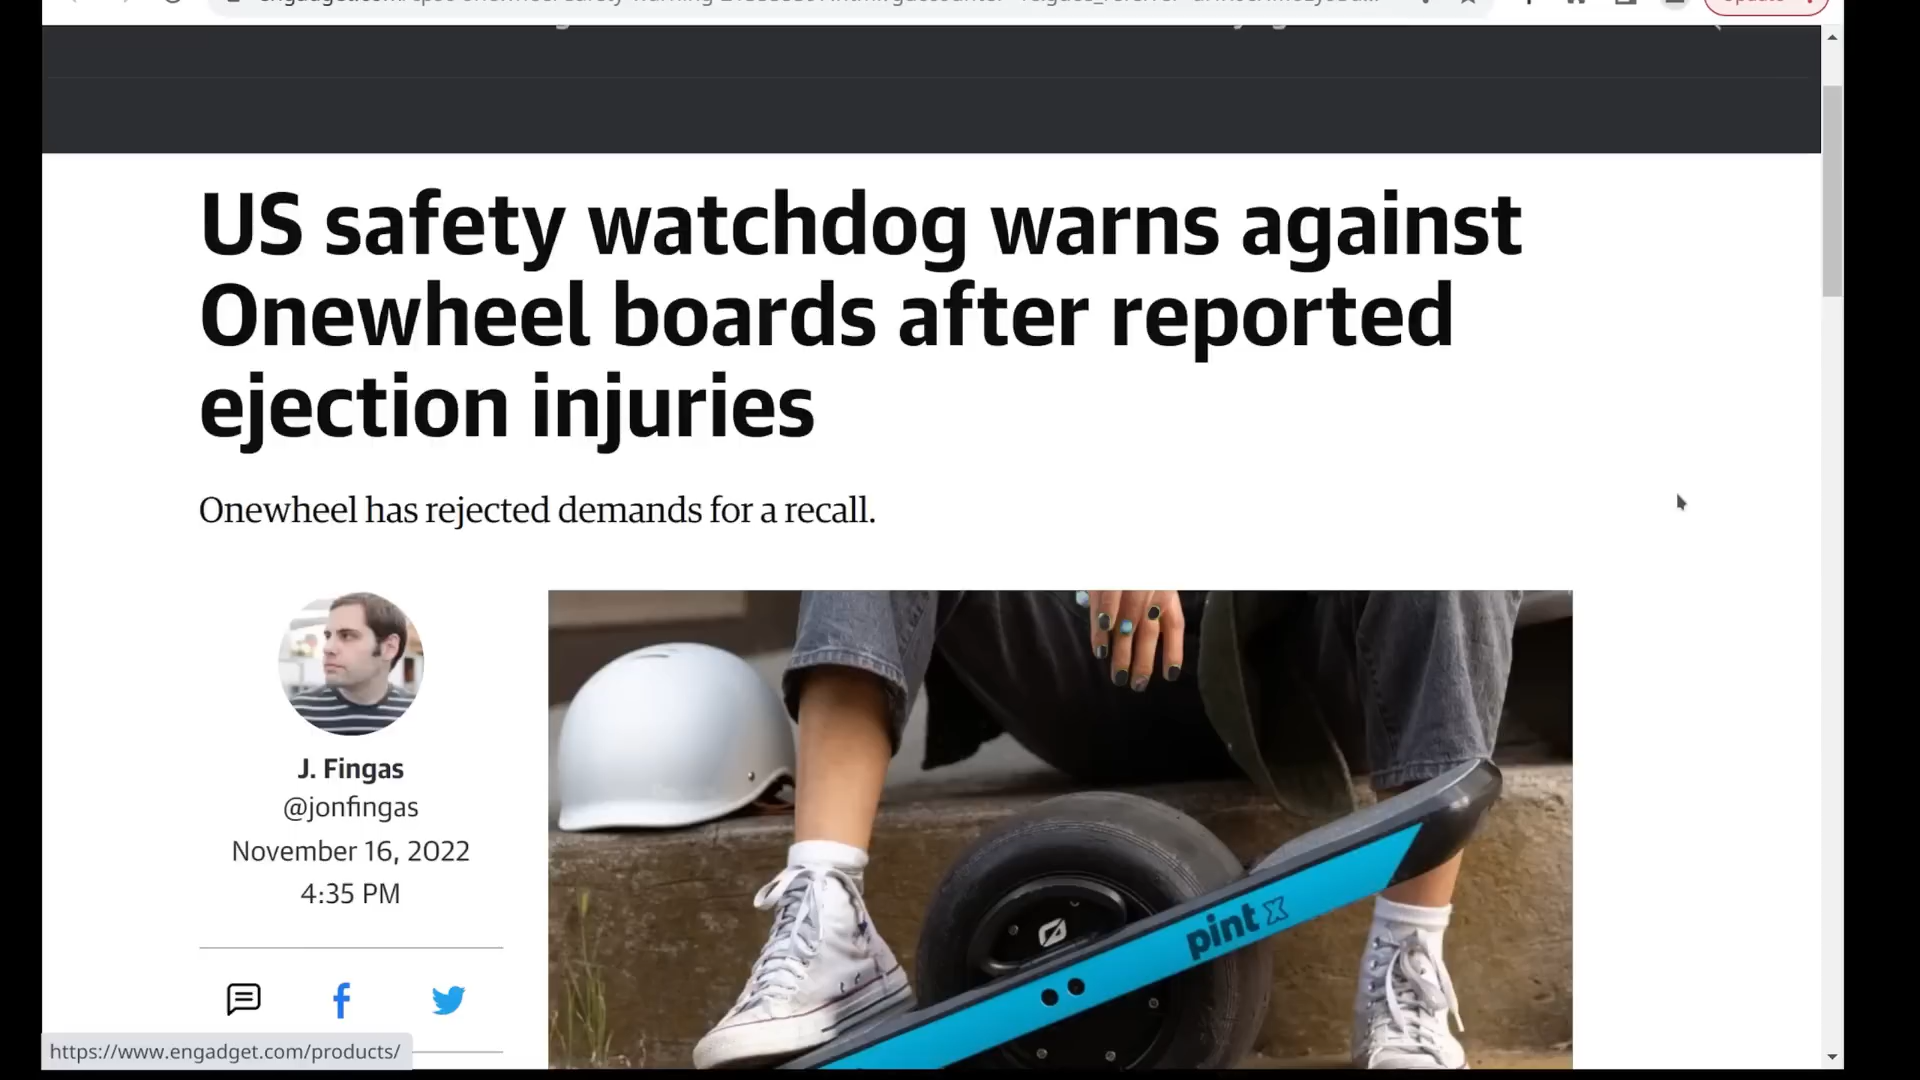 US safety watchdog warns against
Onewheel boards after reported
ejection injuries
Onewheel has rejected demands for a recall.
J. Fingas
@jonfingas
November 16, 2022
4:35 PM
pint x
https://www.engadget.com/products/